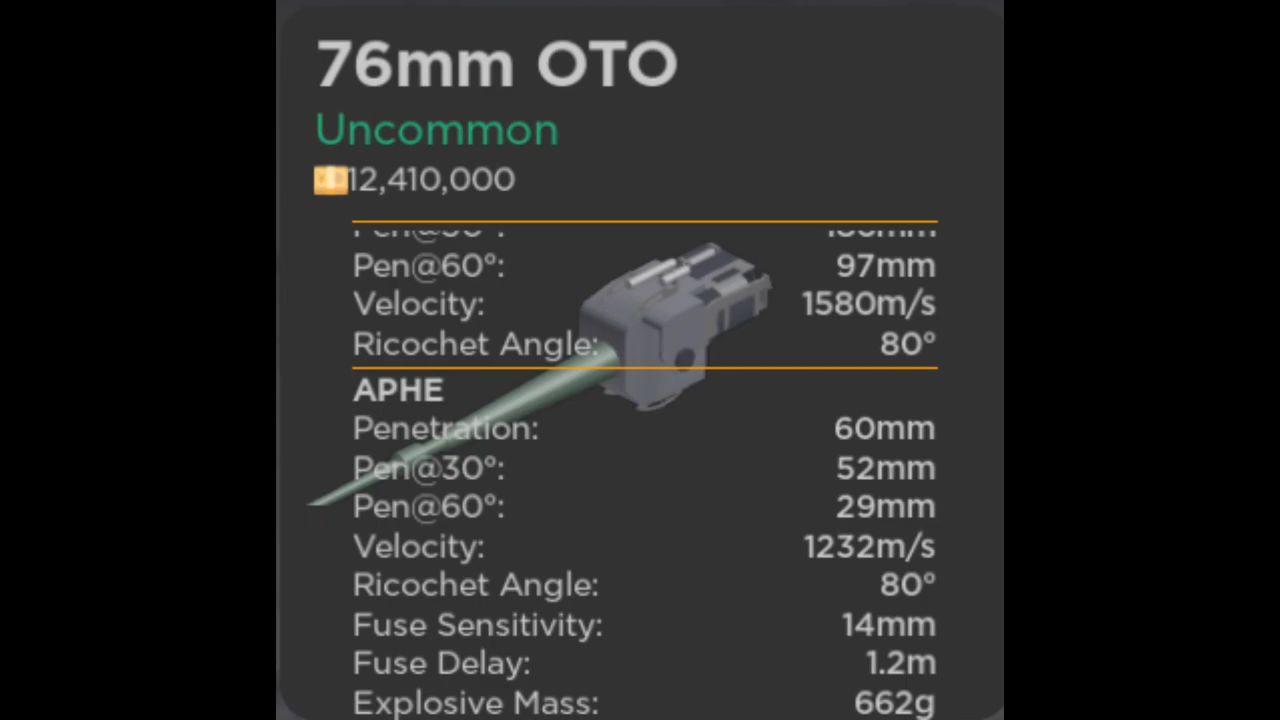 76mm OTO
Uncommon
12,410,000
Pen@60°: 97mm
Velocity: 1580m/s
Ricochet Angle: 80°
APHE
Penetration: 60mm
Pen@30°: 52mm
Pen@60°: 29mm
Velocity: 1232m/s
Ricochet Angle: 80°
Fuse Sensitivity: 14mm
Fuse Delay: 1.2m
Explosive Mass: 662g